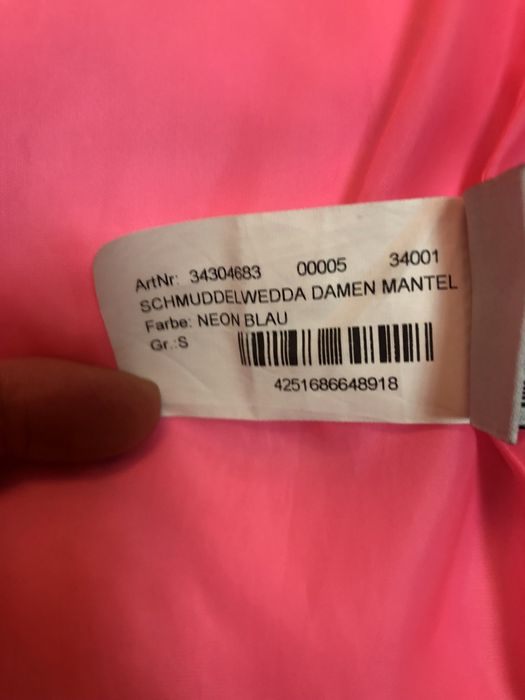 ArtNr: 34304683 00005 34001
SCHMUDDELWEDDA DAMEN MANTEL
Farbe: NEON BLAU
Gr.:S
4251686648918